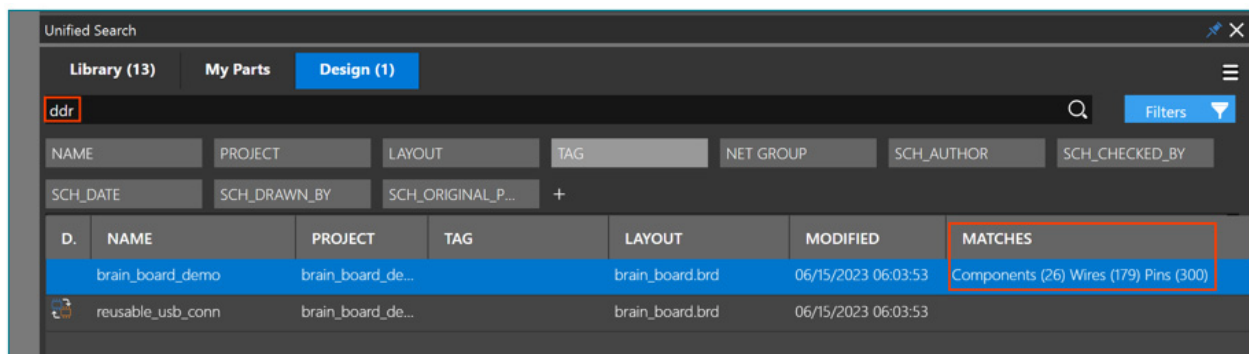 Unified Search
Library (13) My Parts Design (1)
ddr Filters
NAME PROJECT LAYOUT TAG NET GROUP SCH_AUTHOR SCH_CHECKED_BY
SCH_DATE SCH_DRAWN_BY SCH_ORIGINAL_P... +
D. NAME PROJECT TAG LAYOUT MODIFIED MATCHES
brain_board_demo brain_board_de... brain_board.brd 06/15/2023 06:03:53 Components (26) Wires (179) Pins (300)
reusable_usb_conn brain_board_de... brain_board.brd 06/15/2023 06:03:53